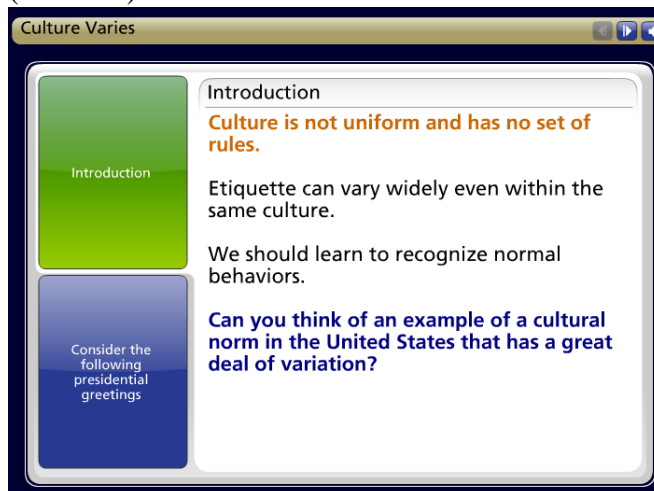 Culture Varies
Introduction
Introduction
Culture is not uniform and has no set of
rules.
Etiquette can vary widely even within the
same culture.
We should learn to recognize normal
behaviors.
Can you think of an example of a cultural
norm in the United States that has a great
deal of variation?
Consider the
following
presidential
greetings